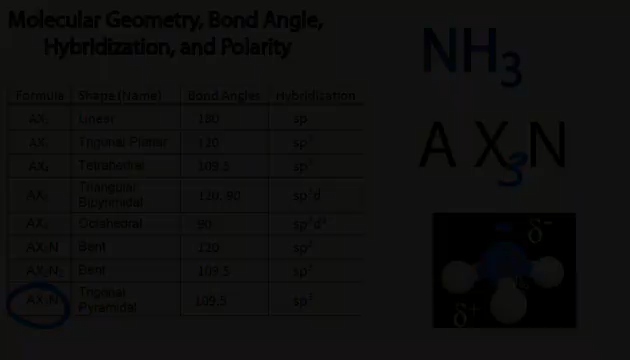 Molecular Geometry, Bond Angle,
Hybridization, and Polarity
NH3
AX3N
Formula Shape (Name) Bond Angles Hybridization
AX₂ Linear 180 sp
AX₃ Trigonal Planar 120 sp²
AX₄ Tetrahedral 109.5 sp³
AX₅ Triangular Bipyrimidal 120, 90 sp³d
AX₆ Octahedral 90 sp³d²
AX₂N Bent 120 sp²
AX₂N₂ Bent 109.5 sp³
AX₃N Trigonal Pyramidal 109.5 sp³
δ⁻
δ⁺